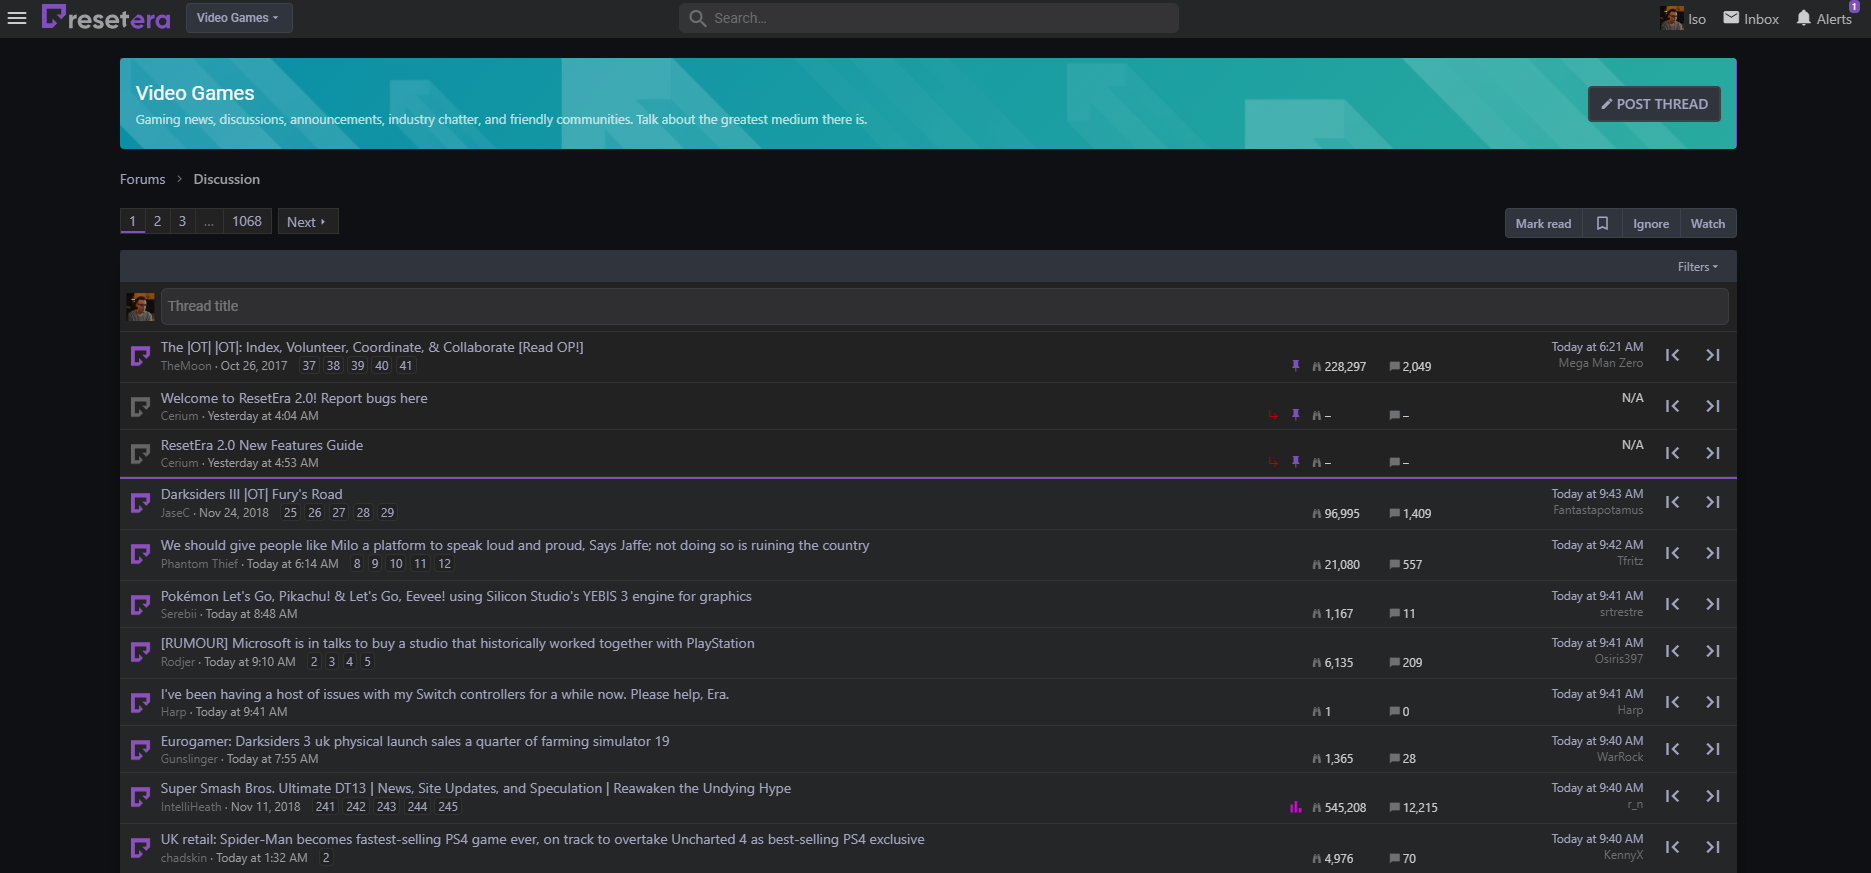 resetera
Video Games
Search...
Iso
Inbox
Alerts
1
Video Games
Gaming news, discussions, announcements, industry chatter, and friendly communities. Talk about the greatest medium there is.
POST THREAD
Forums > Discussion
1 2 3 ... 1068 Next
Mark read Ignore Watch
Filters
Thread title
The |OT| |OT|: Index, Volunteer, Coordinate, & Collaborate [Read OP!]
TheMoon · Oct 26, 2017 37 38 39 40 41
228,297 2,049
Today at 6:21 AM
Mega Man Zero
Welcome to ResetEra 2.0! Report bugs here
Cerium · Yesterday at 4:04 AM
– –
N/A
ResetEra 2.0 New Features Guide
Cerium · Yesterday at 4:53 AM
– –
N/A
Darksiders III |OT| Fury's Road
JaseC · Nov 24, 2018 25 26 27 28 29
96,995 1,409
Today at 9:43 AM
Fantastapotamus
We should give people like Milo a platform to speak loud and proud, Says Jaffe; not doing so is ruining the country
Phantom Thief · Today at 6:14 AM 8 9 10 11 12
21,080 557
Today at 9:42 AM
Tfritz
Pokémon Let's Go, Pikachu! & Let's Go, Eevee! using Silicon Studio's YEBIS 3 engine for graphics
Serebii · Today at 8:48 AM
1,167 11
Today at 9:41 AM
srtrestre
[RUMOUR] Microsoft is in talks to buy a studio that historically worked together with PlayStation
Rodjer · Today at 9:10 AM 2 3 4 5
6,135 209
Today at 9:41 AM
Osiris397
I've been having a host of issues with my Switch controllers for a while now. Please help, Era.
Harp · Today at 9:41 AM
1 0
Today at 9:41 AM
Harp
Eurogamer: Darksiders 3 uk physical launch sales a quarter of farming simulator 19
Gunslinger · Today at 7:55 AM
1,365 28
Today at 9:40 AM
WarRock
Super Smash Bros. Ultimate DT13 | News, Site Updates, and Speculation | Reawaken the Undying Hype
IntelliHeath · Nov 11, 2018 241 242 243 244 245
545,208 12,215
Today at 9:40 AM
r_n
UK retail: Spider-Man becomes fastest-selling PS4 game ever, on track to overtake Uncharted 4 as best-selling PS4 exclusive
chadskin · Today at 1:32 AM 2
4,976 70
Today at 9:40 AM
KennyX